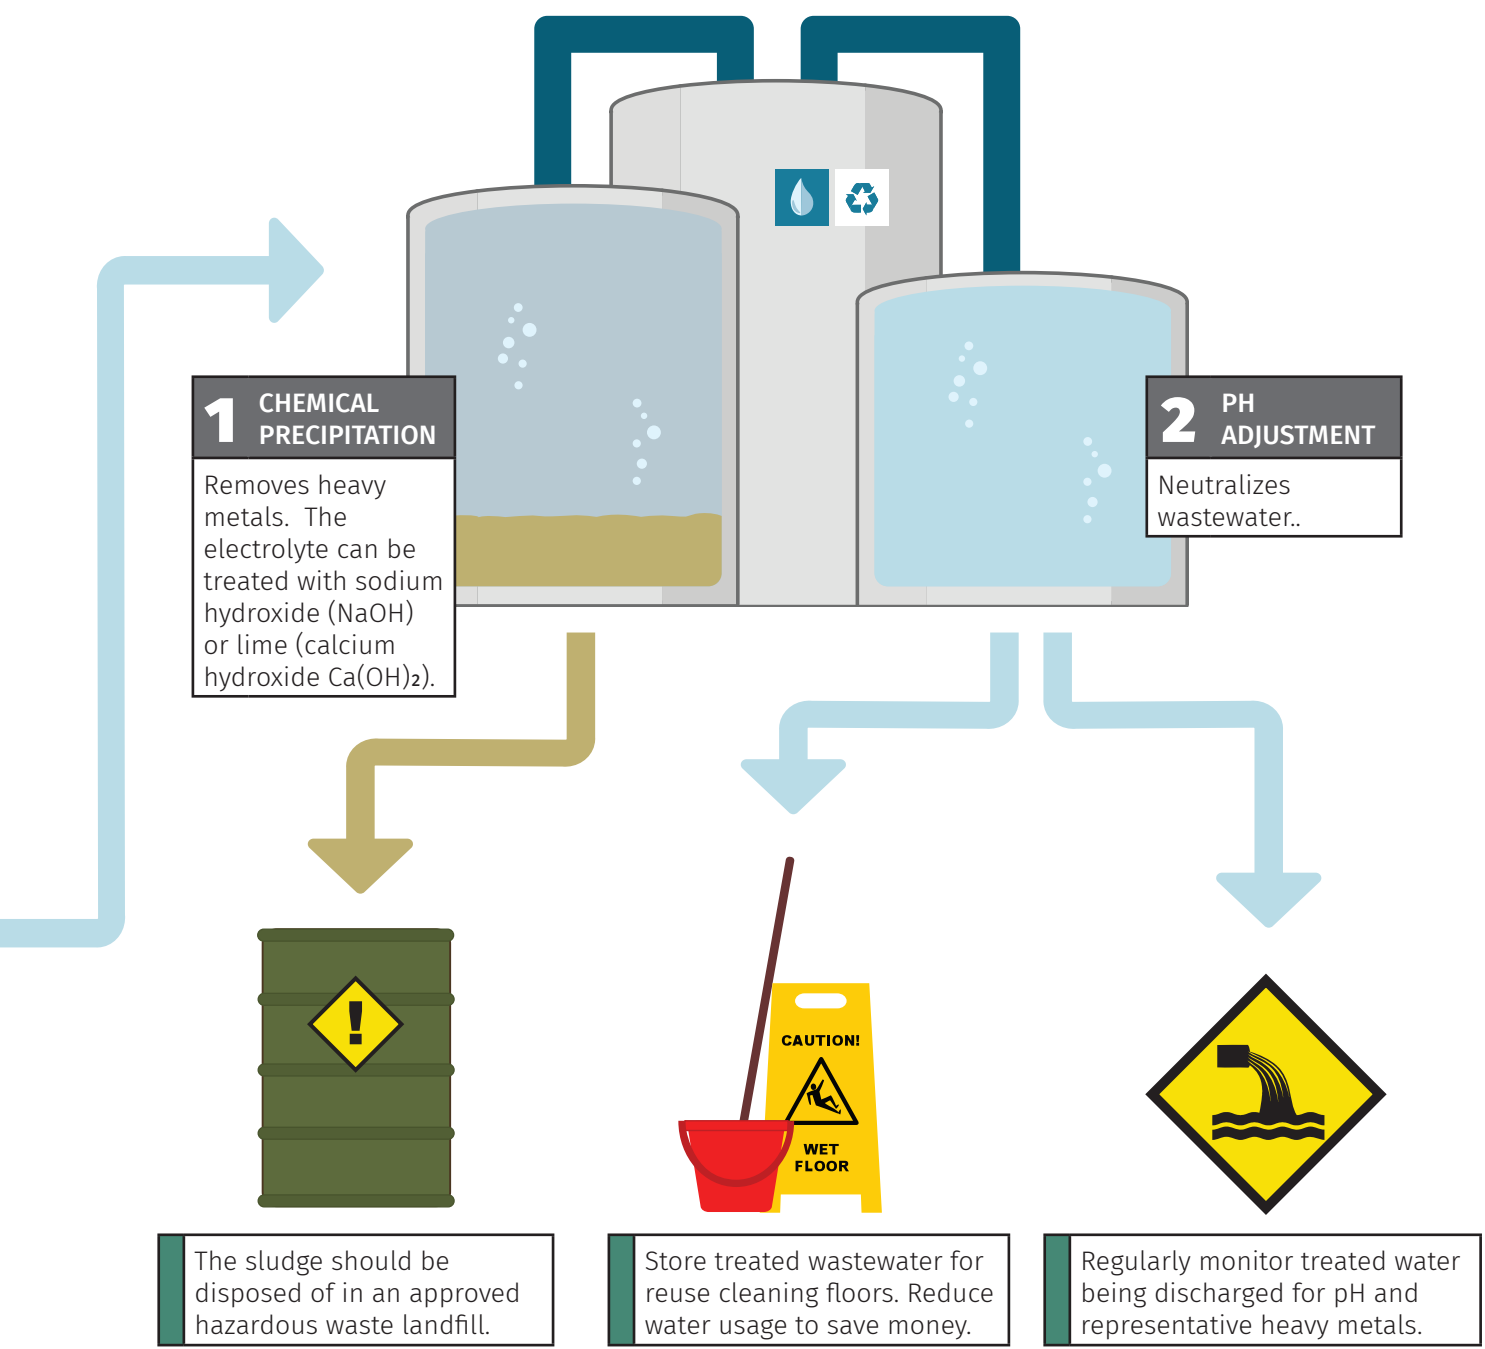 1 CHEMICAL
PRECIPITATION
Removes heavy
metals.  The
electrolyte can be
treated with sodium
hydroxide (NaOH)
or lime (calcium
hydroxide Ca(OH)₂).
2 PH
ADJUSTMENT
Neutralizes
wastewater..
!
CAUTION!
WET
FLOOR
The sludge should be
disposed of in an approved
hazardous waste landfill.
Store treated wastewater for
reuse cleaning floors. Reduce
water usage to save money.
Regularly monitor treated water
being discharged for pH and
representative heavy metals.